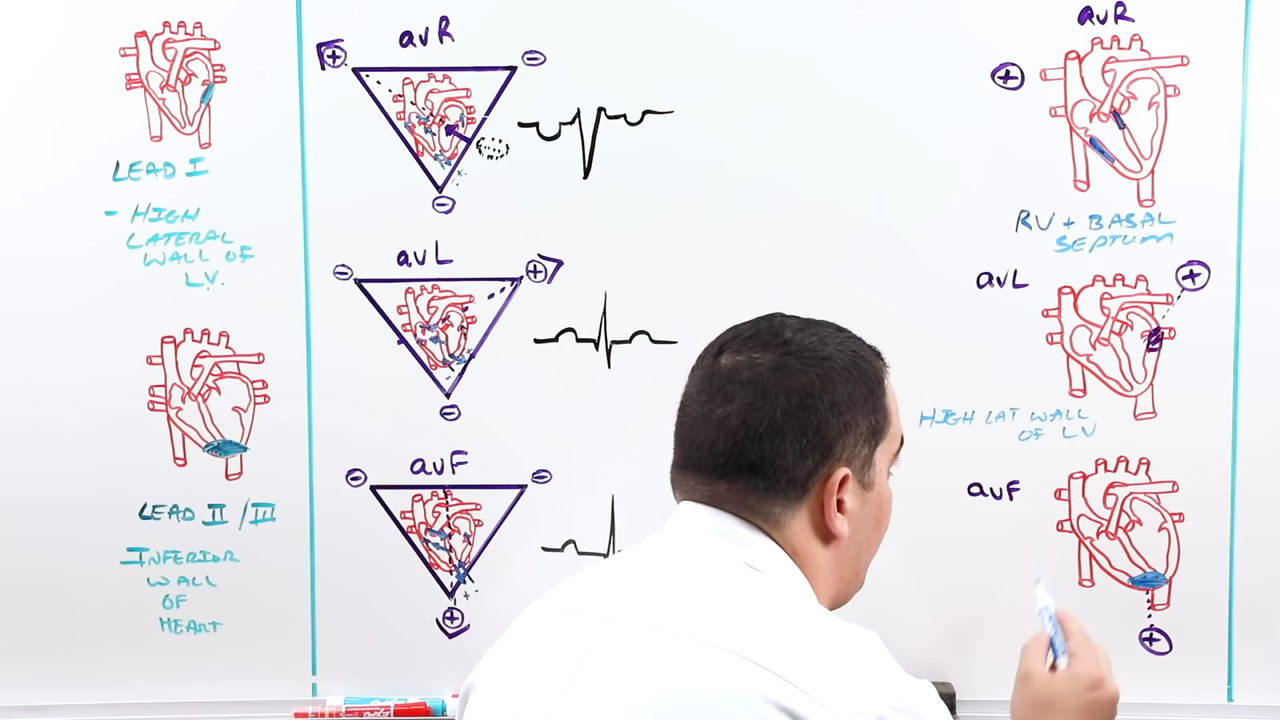 LEAD I
- HIGH
LATERAL
WALL OF
LV.
LEAD II / III
INFERIOR
WALL
OF
HEART
avR
+
-
-
avL
-
+
-
avF
-
-
+
avR
+
RV + BASAL
SEPTUM
avL
+
HIGH LAT WALL
OF LV
avF
+